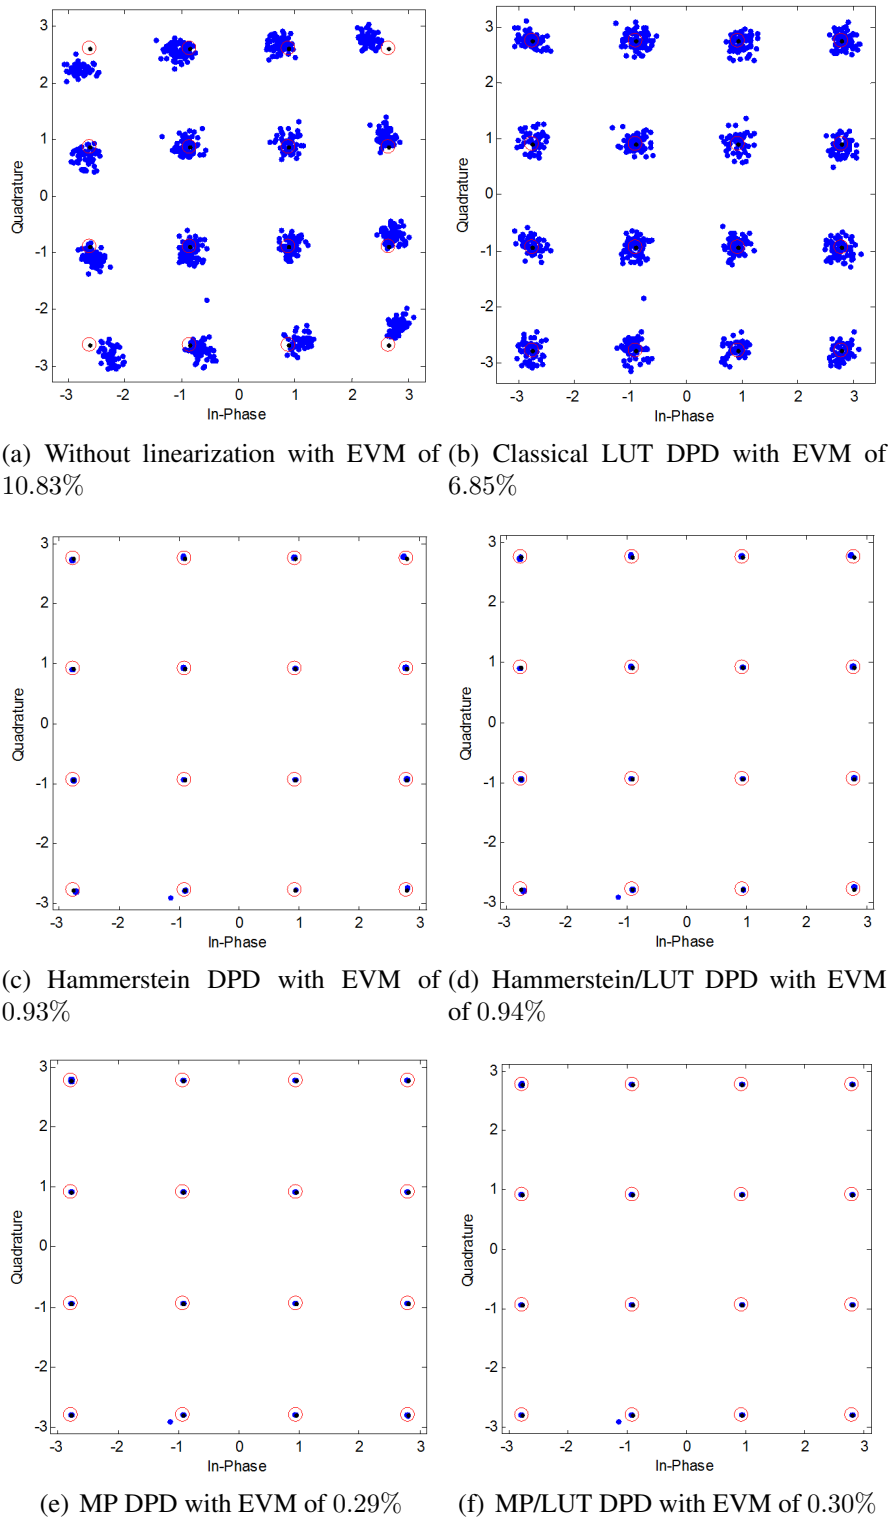 3
2
1
0
-1
-2
-3
Quadrature
-3 -2 -1 0 1 2 3
In-Phase
3
2
1
0
-1
-2
-3
Quadrature
-3 -2 -1 0 1 2 3
In-Phase
(a) Without linearization with EVM of
10.83%
(b) Classical LUT DPD with EVM of
6.85%
3
2
1
0
-1
-2
-3
Quadrature
-3 -2 -1 0 1 2 3
In-Phase
3
2
1
0
-1
-2
-3
Quadrature
-3 -2 -1 0 1 2 3
In-Phase
(c) Hammerstein DPD with EVM of
0.93%
(d) Hammerstein/LUT DPD with EVM
of 0.94%
3
2
1
0
-1
-2
-3
Quadrature
-3 -2 -1 0 1 2 3
In-Phase
3
2
1
0
-1
-2
-3
Quadrature
-3 -2 -1 0 1 2 3
In-Phase
(e) MP DPD with EVM of 0.29%
(f) MP/LUT DPD with EVM of 0.30%